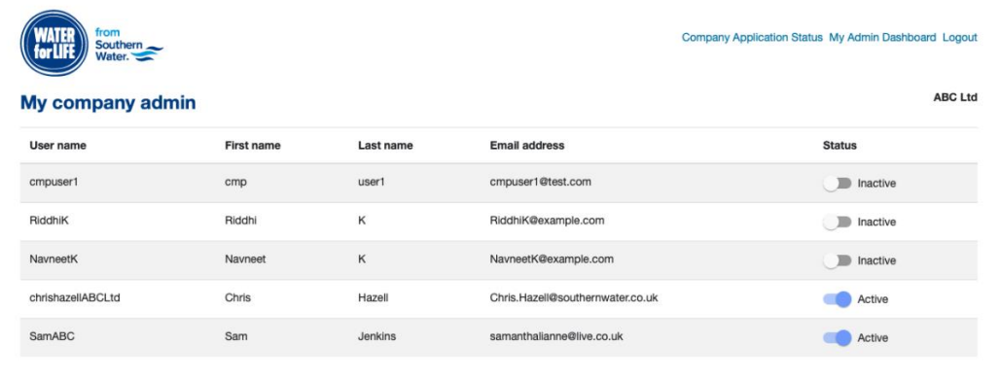 WATER
for LIFE
from
Southern
Water.
Company Application Status My Admin Dashboard Logout
My company admin
ABC Ltd
User name First name Last name Email address Status
cmpuser1 cmp user1 cmpuser1@test.com Inactive
RiddhiK Riddhi K RiddhiK@example.com Inactive
NavneetK Navneet K NavneetK@example.com Inactive
chrishazellABCLtd Chris Hazell Chris.Hazell@southernwater.co.uk Active
SamABC Sam Jenkins samanthalianne@live.co.uk Active